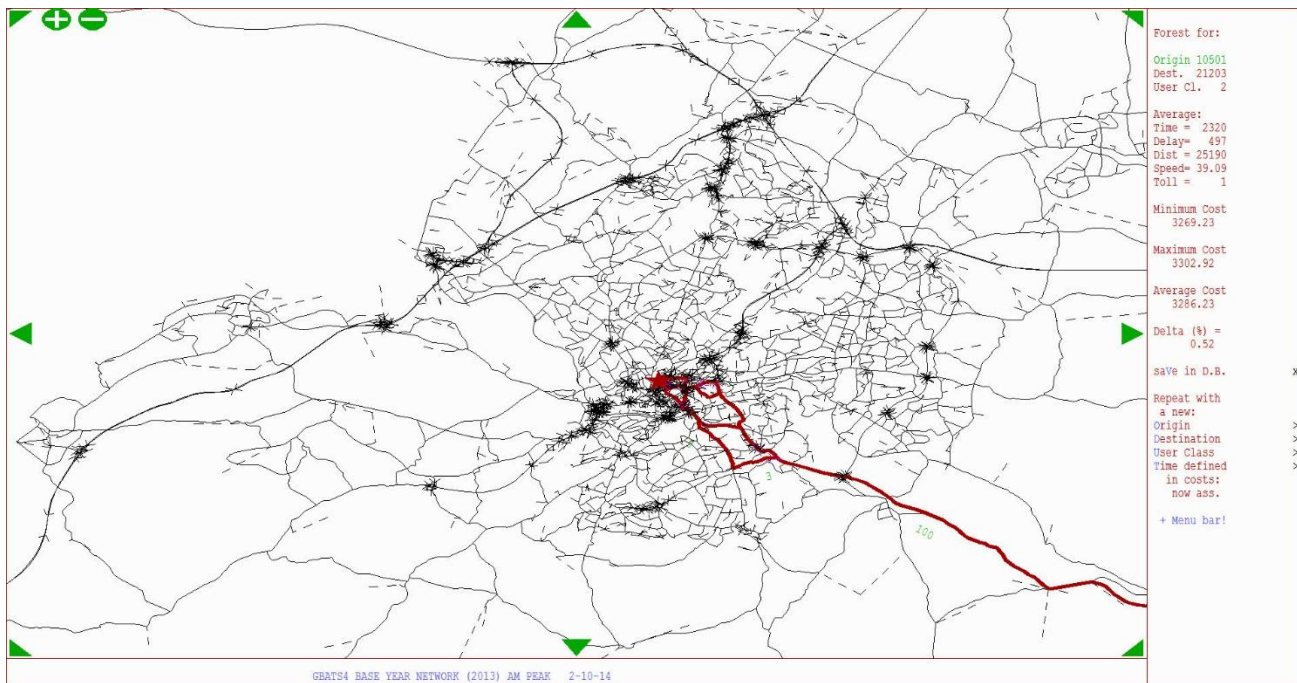 Forest for:
Origin 10501
Dest. 21203
User Cl. 2
Average:
Time = 2320
Delay= 497
Dist = 25190
Speed= 39.09
Toll = 1
Minimum Cost
3269.23
Maximum Cost
3302.92
Average Cost
3286.23
Delta (%) =
0.52
saVe in D.B. x
Repeat with
a new:
Origin >
Destination >
User Class >
Time defined >
in costs:
now ass.
+ Menu bar!
3
100
GBATS4 BASE YEAR NETWORK (2013) AM PEAK 2-10-14